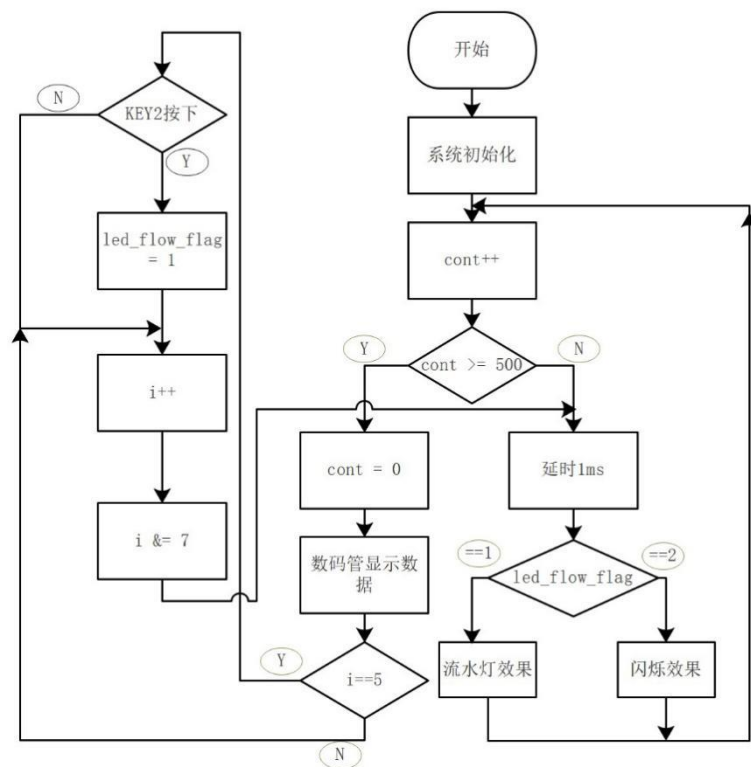 开始
N
KEY2按下
系统初始化
Y
led_flow_flag
= 1
cont++
Y
N
cont >= 500
i++
cont = 0
延时1ms
i &= 7
数码管显示数
据
==1
==2
led_flow_flag
Y
i==5
流水灯效果
闪烁效果
N